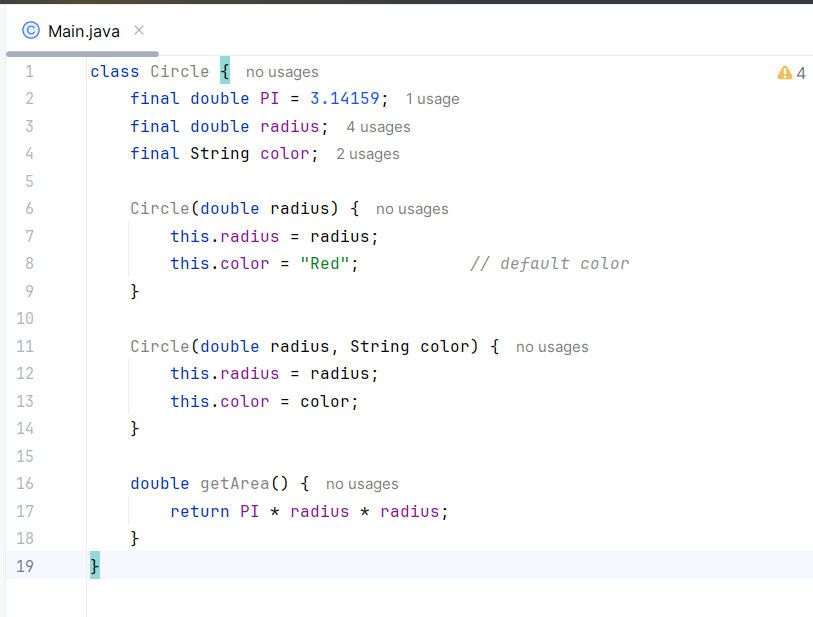 Main.java
4
1 class Circle { no usages
2     final double PI = 3.14159; 1 usage
3     final double radius; 4 usages
4     final String color; 2 usages
5
6     Circle(double radius) { no usages
7         this.radius = radius;
8         this.color = "Red";           // default color
9     }
10
11     Circle(double radius, String color) { no usages
12         this.radius = radius;
13         this.color = color;
14     }
15
16     double getArea() { no usages
17         return PI * radius * radius;
18     }
19 }